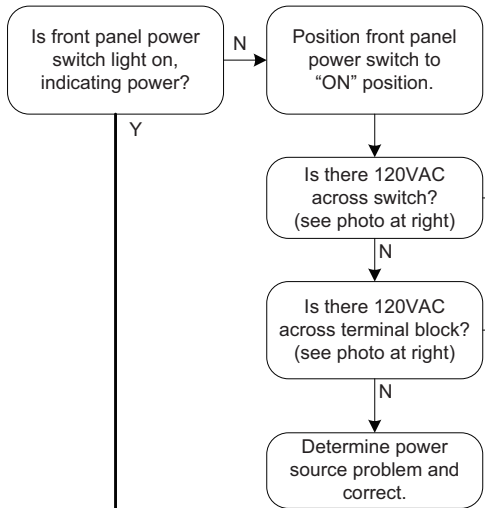 Is front panel power
switch light on,
indicating power?
N
Position front panel
power switch to
“ON” position.
Y
Is there 120VAC
across switch?
(see photo at right)
N
Is there 120VAC
across terminal block?
(see photo at right)
N
Determine power
source problem and
correct.